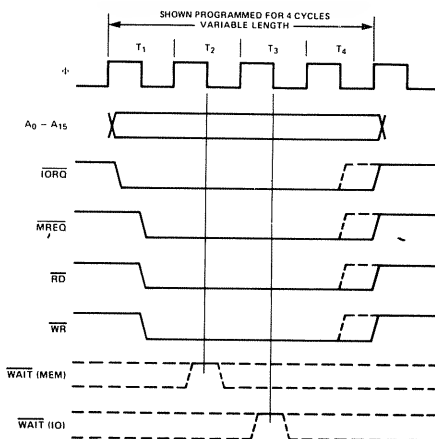 SHOWN PROGRAMMED FOR 4 CYCLES
VARIABLE LENGTH
T1 T2 T3 T4
Φ
A0 – A15
IORQ
MREQ
RD
WR
WAIT (MEM)
WAIT (IO)